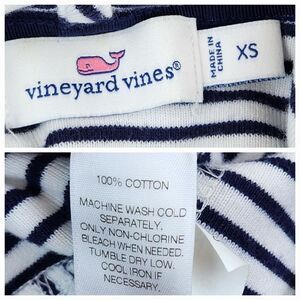 vineyard vines®
MADE IN
CHINA
XS
100% COTTON
MACHINE WASH COLD
SEPARATELY.
ONLY NON-CHLORINE
BLEACH WHEN NEEDED.
TUMBLE DRY LOW.
COOL IRON IF
NECESSARY.